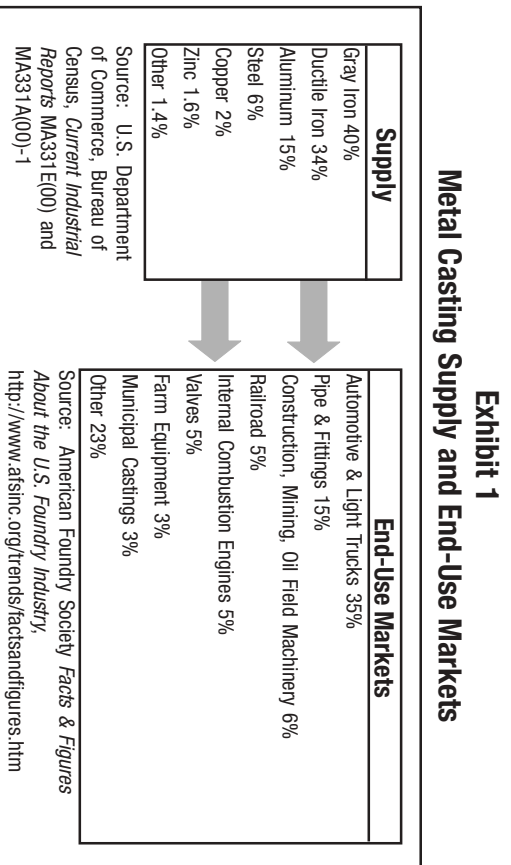 Exhibit 1
Metal Casting Supply and End-Use Markets
Supply
Gray Iron 40%
Ductile Iron 34%
Aluminum 15%
Steel 6%
Copper 2%
Zinc 1.6%
Other 1.4%
Source: U.S. Department
of Commerce, Bureau of
Census, Current Industrial
Reports MA331E(00) and
MA331A(00)-1
End-Use Markets
Automotive & Light Trucks 35%
Pipe & Fittings 15%
Construction, Mining, Oil Field Machinery 6%
Railroad 5%
Internal Combustion Engines 5%
Valves 5%
Farm Equipment 3%
Municipal Castings 3%
Other 23%
Source: American Foundry Society Facts & Figures
About the U.S. Foundry Industry,
http://www.afsinc.org/trends/factsandfigures.htm